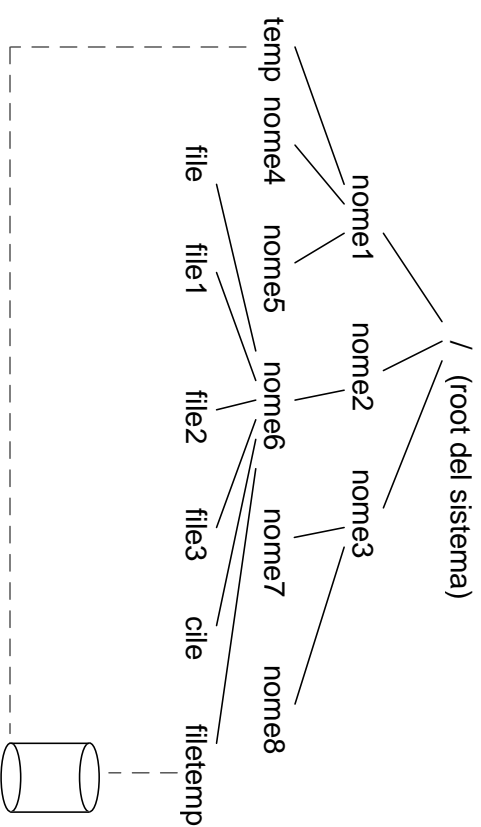 / (root del sistema)
nome1 nome2 nome3
temp nome4 nome5 nome6 nome7 nome8
file file1 file2 file3 cile filetemp